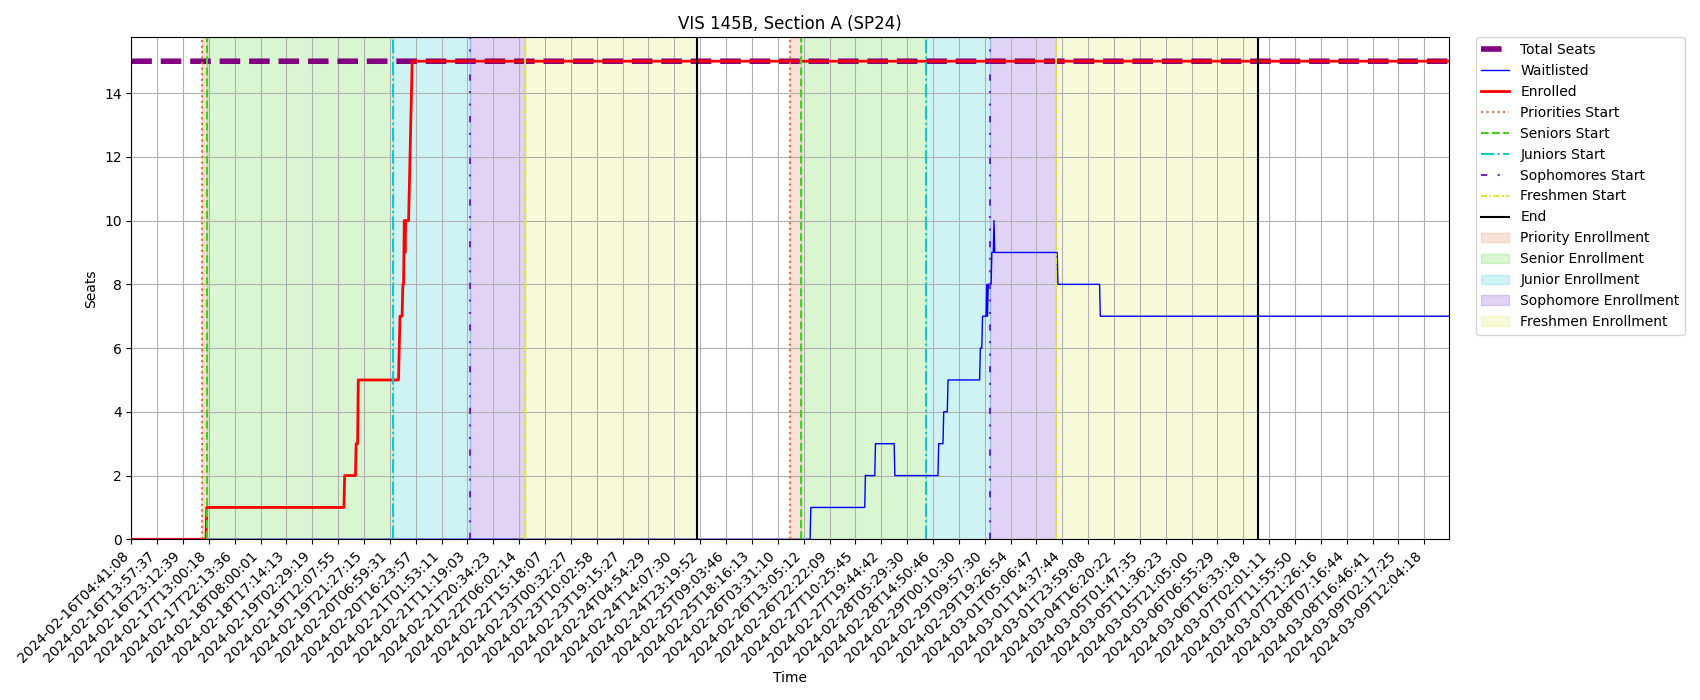 VIS 145B, Section A (SP24)
Seats
14
12
10
8
6
4
2
0
2024-02-16T04:41:08
2024-02-16T13:57:37
2024-02-16T23:12:39
2024-02-17T13:00:18
2024-02-17T22:13:36
2024-02-18T08:00:01
2024-02-18T17:14:13
2024-02-19T02:29:19
2024-02-19T12:07:55
2024-02-19T21:27:15
2024-02-20T06:59:31
2024-02-20T16:23:57
2024-02-21T01:53:11
2024-02-21T11:19:03
2024-02-21T20:34:23
2024-02-22T06:02:14
2024-02-22T15:18:07
2024-02-23T00:32:27
2024-02-23T10:02:58
2024-02-23T19:15:27
2024-02-24T04:54:29
2024-02-24T14:07:30
2024-02-24T23:19:52
2024-02-25T09:03:46
2024-02-25T18:16:13
2024-02-26T03:31:10
2024-02-26T13:05:12
2024-02-26T22:22:09
2024-02-27T10:25:45
2024-02-27T19:44:42
2024-02-28T05:29:30
2024-02-28T14:50:46
2024-02-29T00:10:30
2024-02-29T09:57:30
2024-02-29T19:26:54
2024-03-01T05:06:47
2024-03-01T14:37:44
2024-03-01T23:59:08
2024-03-04T16:20:22
2024-03-05T01:47:35
2024-03-05T11:36:23
2024-03-05T21:05:00
2024-03-06T06:55:29
2024-03-06T16:33:18
2024-03-07T02:01:11
2024-03-07T11:55:50
2024-03-07T21:26:16
2024-03-08T07:16:44
2024-03-08T16:46:41
2024-03-09T02:17:25
2024-03-09T12:04:18
Time
Total Seats
Waitlisted
Enrolled
Priorities Start
Seniors Start
Juniors Start
Sophomores Start
Freshmen Start
End
Priority Enrollment
Senior Enrollment
Junior Enrollment
Sophomore Enrollment
Freshmen Enrollment